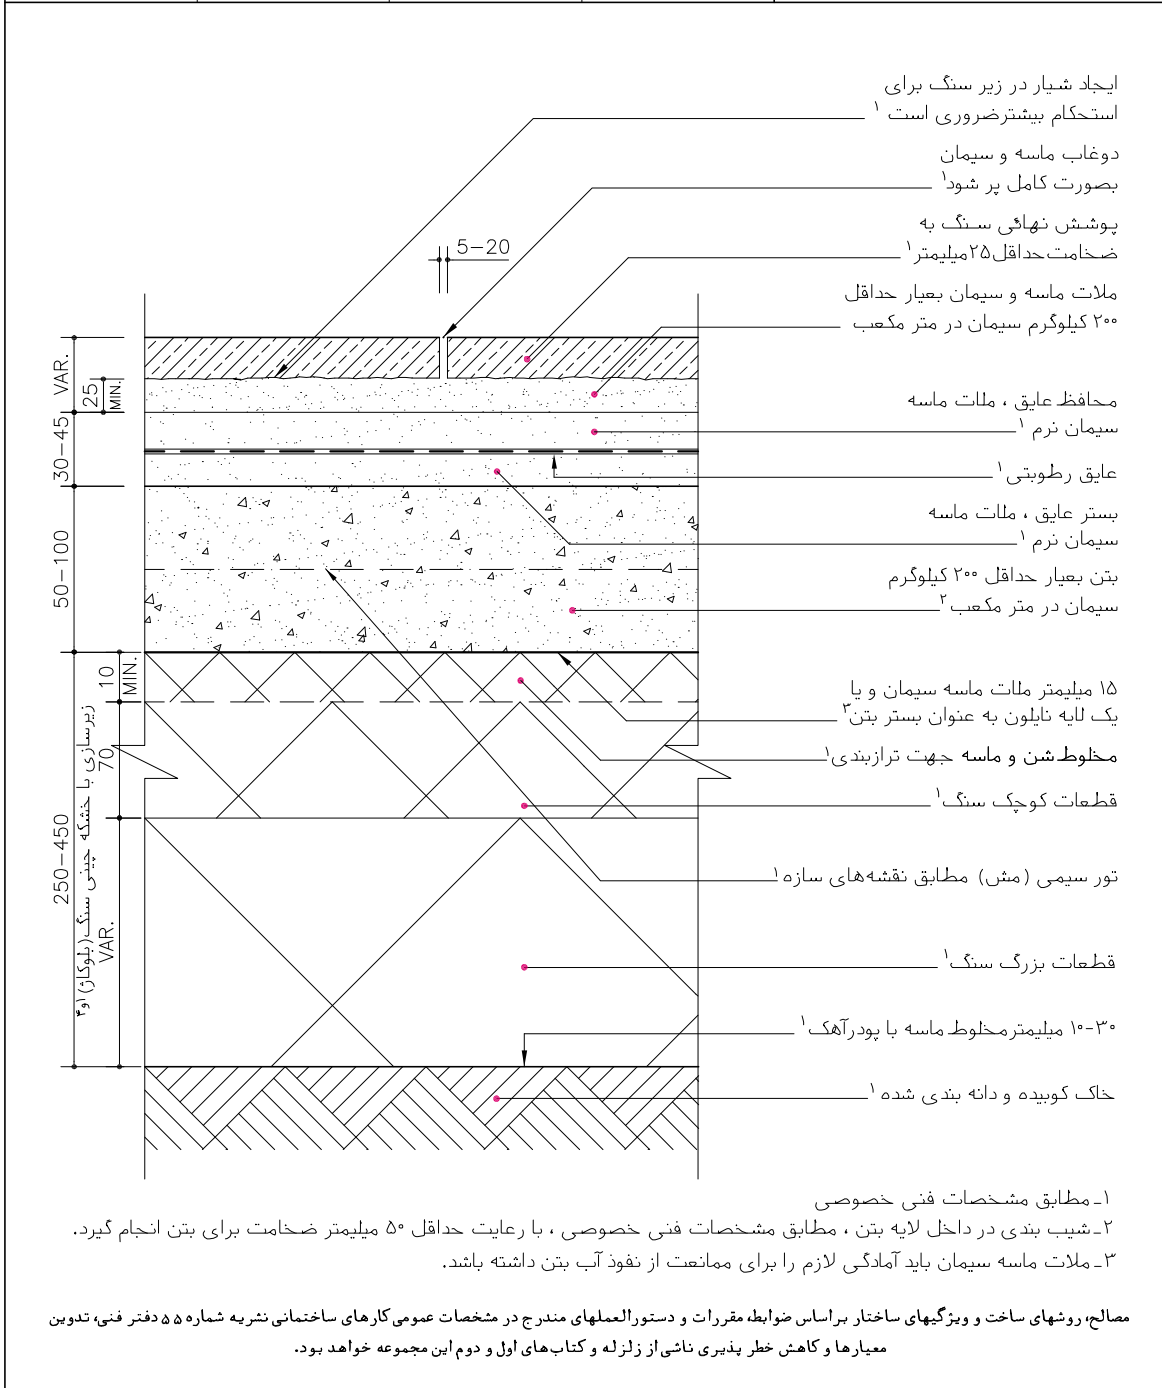 ایجاد شیار در زیر سنگ برای
استحکام بیشترضروری است ۱
دوغاب ماسه و سیمان
بصورت کامل پر شود۱
پوشش نهائی سنگ به
ضخامت‌حداقل۲۵میلیمتر۱
ملات ماسه و سیمان بعیار حداقل
۲۰۰ کیلوگرم سیمان در متر مکعب
محافظ عایق ، ملات ماسه
سیمان نرم ۱
عایق رطوبتی۱
بستر عایق ، ملات ماسه
سیمان نرم ۱
بتن بعیار حداقل ۲۰۰ کیلوگرم
سیمان در متر مکعب۲
۱۵ میلیمتر ملات ماسه سیمان و یا
یک لایه نایلون به عنوان بستر بتن۳
مخلوط شن و ماسه جهت ترازبندی۱
قطعات کوچک سنگ۱
تور سیمی (مش) مطابق نقشه‌های سازه۱
قطعات بزرگ سنگ۱
۱۰-۳۰ میلیمترمخلوط ماسه با پودرآهک۱
خاک کوبیده و دانه بندی شده ۱
5-20
VAR.
25
MIN.
30-45
50-100
10
MIN.
70
250-450
زیرسازی با خشکه چینی سنگ(بلوکاژ)۱و۴
VAR.
۱ـ مطابق مشخصات فنی خصوصی
۲ـ شیب بندی در داخل لایه بتن ، مطابق مشخصات فنی خصوصی ، با رعایت حداقل ۵۰ میلیمتر ضخامت برای بتن انجام گیرد.
۳ـ ملات ماسه سیمان باید آمادگی لازم را برای ممانعت از نفوذ آب بتن داشته باشد.
مصالح، روشهای ساخت و ویژگیهای ساختار براساس ضوابط، مقررات و دستورالعملهای مندرج در مشخصات عمومی کارهای ساختمانی نشریه شماره ۵۵ دفتر فنی، تدوین
معیارها و کاهش خطر پذیری ناشی از زلزله و کتاب‌های اول و دوم این مجموعه خواهد بود.